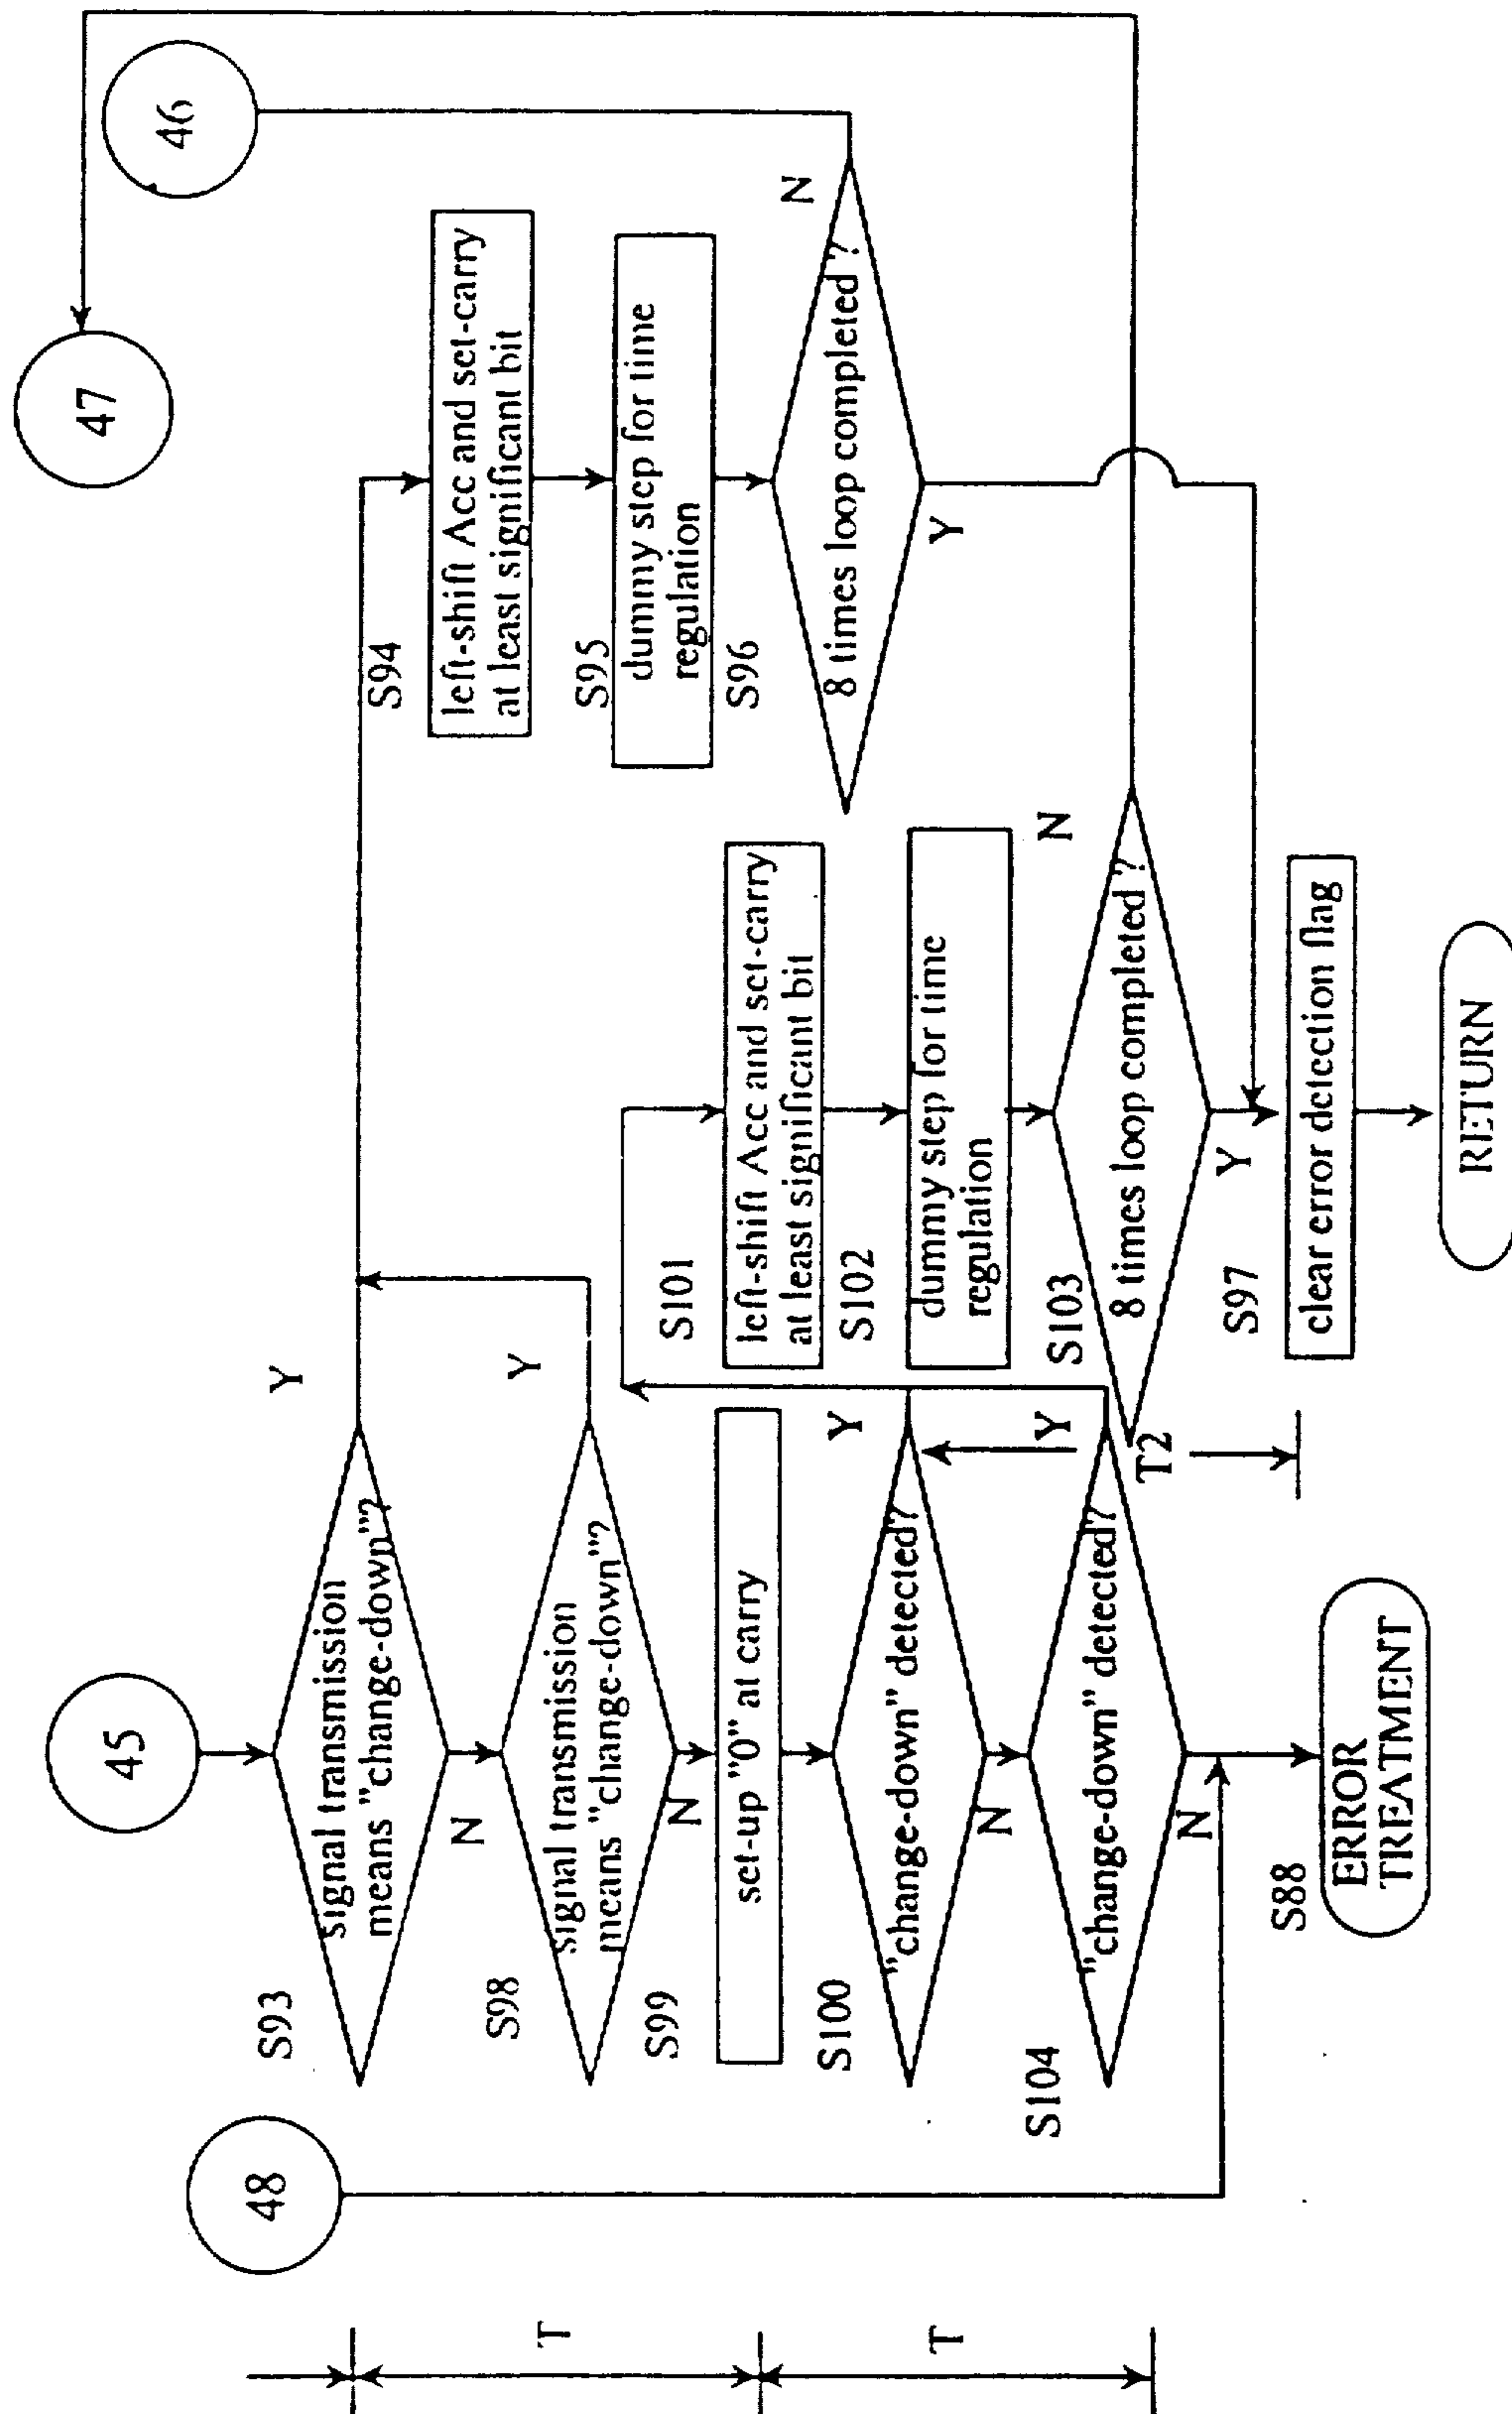 45
S93
signal transmission
means "change-down"?
Y
N
S98
signal transmission
means "change-down"?
Y
N
S99
set-up "0" at carry
S100
"change-down" detected?
Y
N
S104
"change-down" detected?
Y
N
48
S88
ERROR
TREATMENT
T
T
S101
left-shift Acc and set-carry
at least significant bit
S102
dummy step for time
regulation
S103
8 times loop completed ?
N
Y
T2
S97
clear error detection flag
RETURN
S94
left-shift Acc and set-carry
at least significant bit
S95
dummy step for time
regulation
S96
8 times loop completed ?
N
Y
46
47